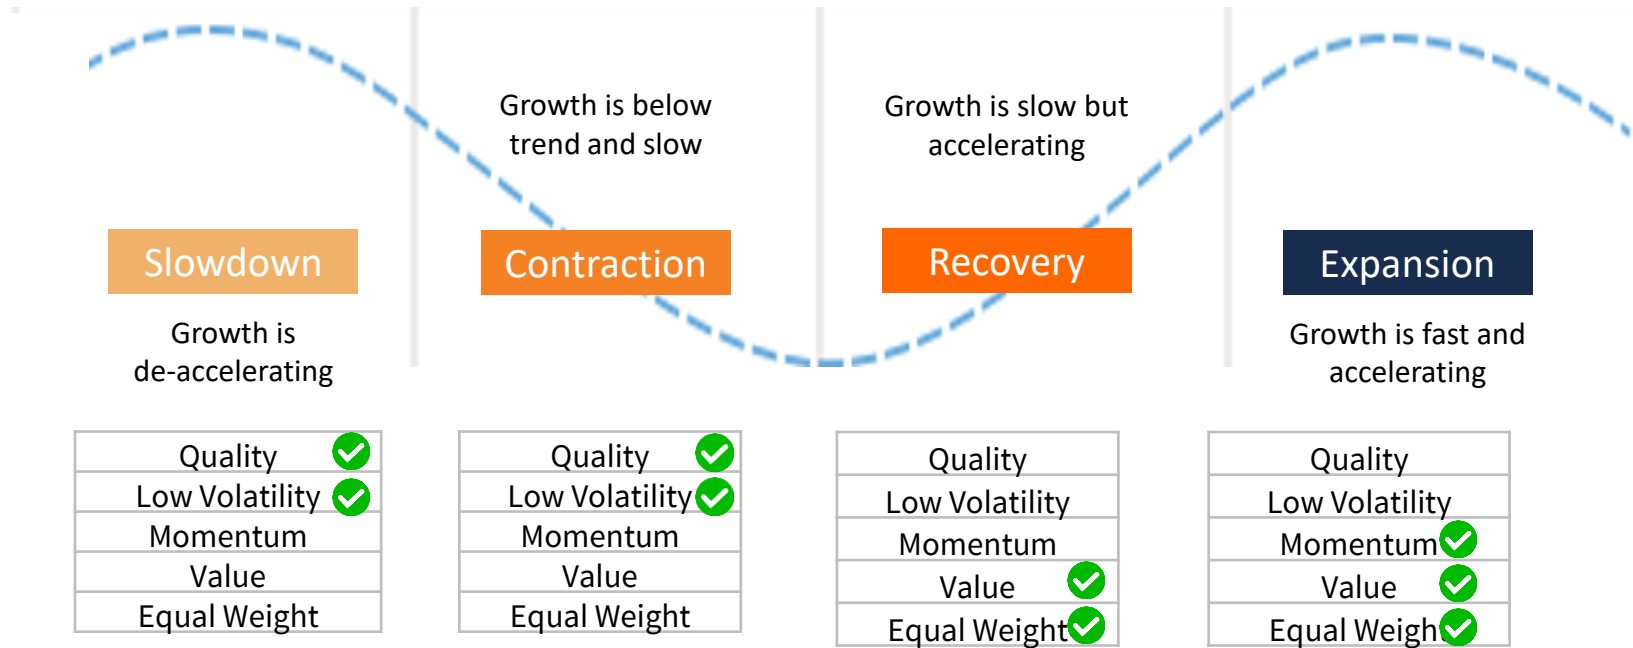 Growth is below
trend and slow
Growth is slow but
accelerating
Slowdown
Contraction
Recovery
Expansion
Growth is
de-accelerating
Growth is fast and
accelerating
Quality
Low Volatility
Momentum
Value
Equal Weight
Quality
Low Volatility
Momentum
Value
Equal Weight
Quality
Low Volatility
Momentum
Value
Equal Weight
Quality
Low Volatility
Momentum
Value
Equal Weigh